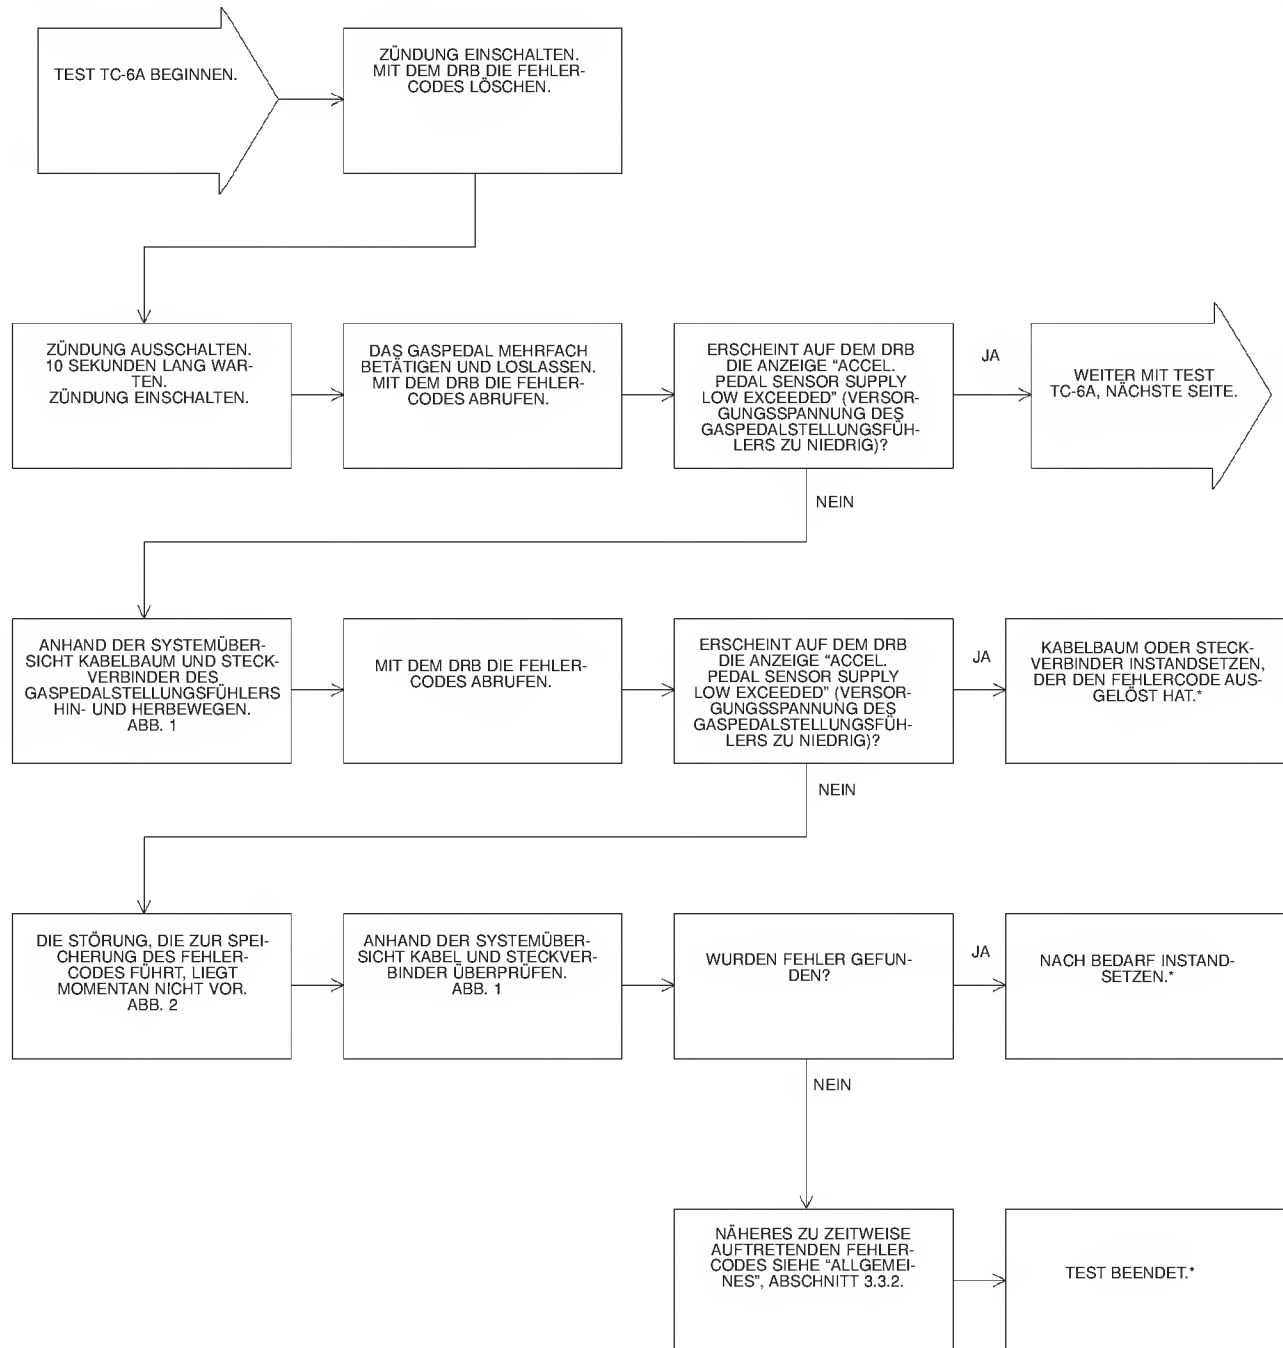 TEST TC-6A BEGINNEN.
ZÜNDUNG EINSCHALTEN.
MIT DEM DRB DIE FEHLER-
CODES LÖSCHEN.
ZÜNDUNG AUSSCHALTEN.
10 SEKUNDEN LANG WAR-
TEN.
ZÜNDUNG EINSCHALTEN.
DAS GASPEDAL MEHRFACH
BETÄTIGEN UND LOSLASSEN.
MIT DEM DRB DIE FEHLER-
CODES ABRUFEN.
ERSCHEINT AUF DEM DRB
DIE ANZEIGE “ACCEL.
PEDAL SENSOR SUPPLY
LOW EXCEEDED” (VERSOR-
GUNGSSPANNUNG DES
GASPEDALSTELLUNGSFÜH-
LERS ZU NIEDRIG)?
JA
WEITER MIT TEST
TC-6A, NÄCHSTE SEITE.
NEIN
ANHAND DER SYSTEMÜBER-
SICHT KABELBAUM UND STECK-
VERBINDER DES
GASPEDALSTELLUNGSFÜHLERS
HIN- UND HERBEWEGEN.
ABB. 1
MIT DEM DRB DIE FEHLER-
CODES ABRUFEN.
ERSCHEINT AUF DEM DRB
DIE ANZEIGE “ACCEL.
PEDAL SENSOR SUPPLY
LOW EXCEEDED” (VERSOR-
GUNGSSPANNUNG DES
GASPEDALSTELLUNGSFÜH-
LERS ZU NIEDRIG)?
JA
KABELBAUM ODER STECK-
VERBINDER INSTANDSETZEN,
DER DEN FEHLERCODE AUS-
GELÖST HAT.*
NEIN
DIE STÖRUNG, DIE ZUR SPEI-
CHERUNG DES FEHLER-
CODES FÜHRT, LIEGT
MOMENTAN NICHT VOR.
ABB. 2
ANHAND DER SYSTEMÜBER-
SICHT KABEL UND STECKVER-
BINDER ÜBERPRÜFEN.
ABB. 1
WURDEN FEHLER GEFUN-
DEN?
JA
NACH BEDARF INSTAND-
SETZEN.*
NEIN
NÄHERES ZU ZEITWEISE
AUFTRETENDEN FEHLER-
CODES SIEHE “ALLGEMEI-
NES”, ABSCHNITT 3.3.2.
TEST BEENDET.*